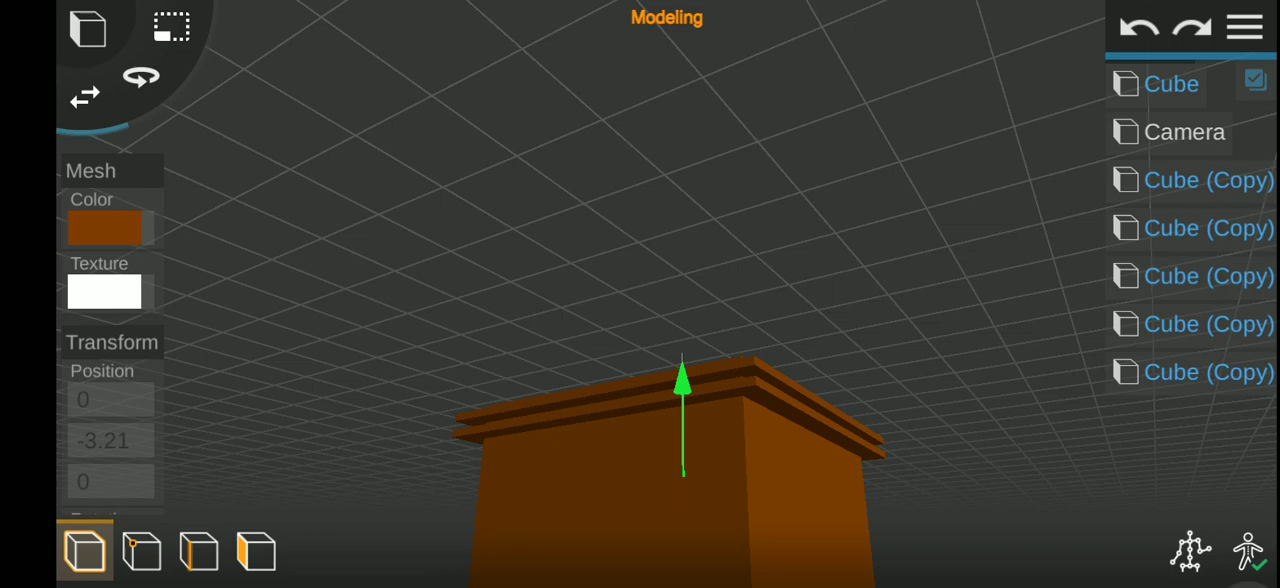 Modeling
Mesh
Color
Texture
Transform
Position
0
-3.21
0
Cube
Camera
Cube (Copy)
Cube (Copy)
Cube (Copy)
Cube (Copy)
Cube (Copy)